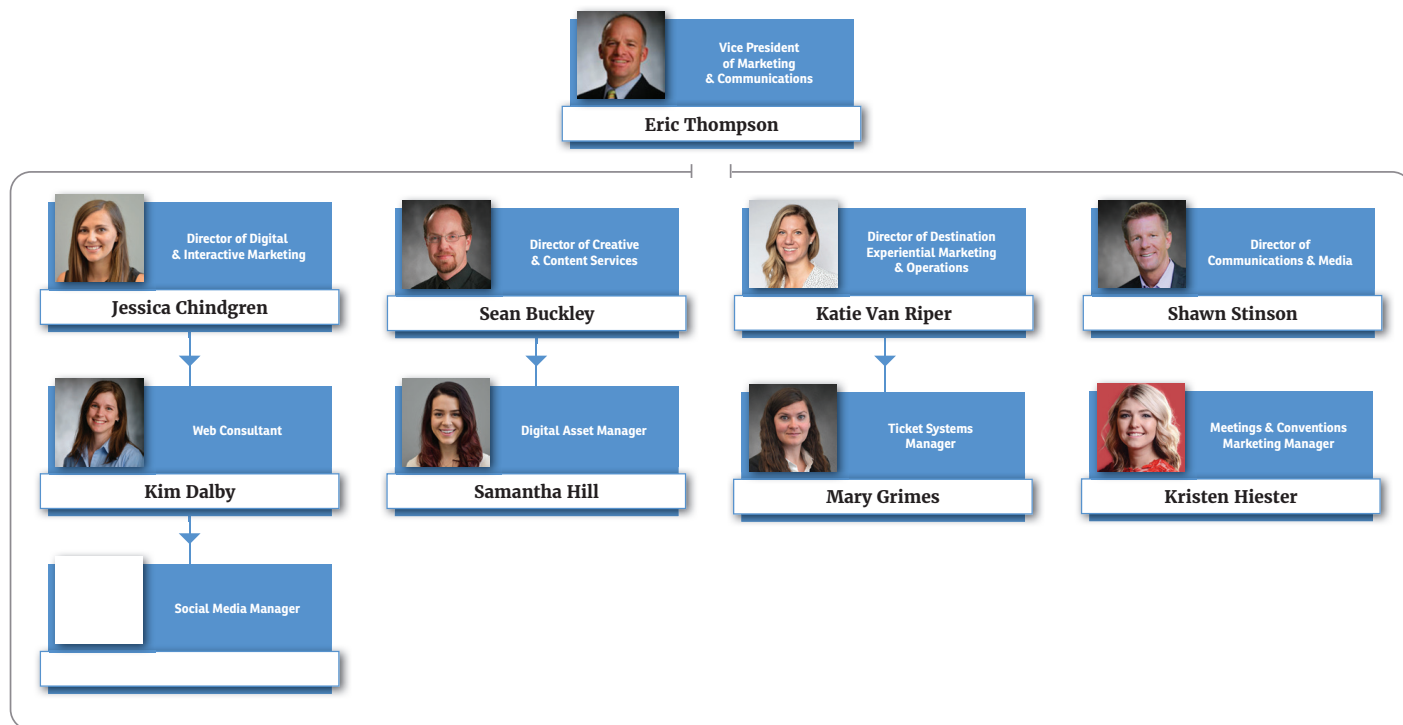 Vice President
of Marketing
& Communications
Eric Thompson
Director of Digital
& Interactive Marketing
Jessica Chindgren
Director of Creative
& Content Services
Sean Buckley
Director of Destination
Experiential Marketing
& Operations
Katie Van Riper
Director of
Communications & Media
Shawn Stinson
Web Consultant
Kim Dalby
Digital Asset Manager
Samantha Hill
Ticket Systems
Manager
Mary Grimes
Meetings & Conventions
Marketing Manager
Kristen Hiester
Social Media Manager